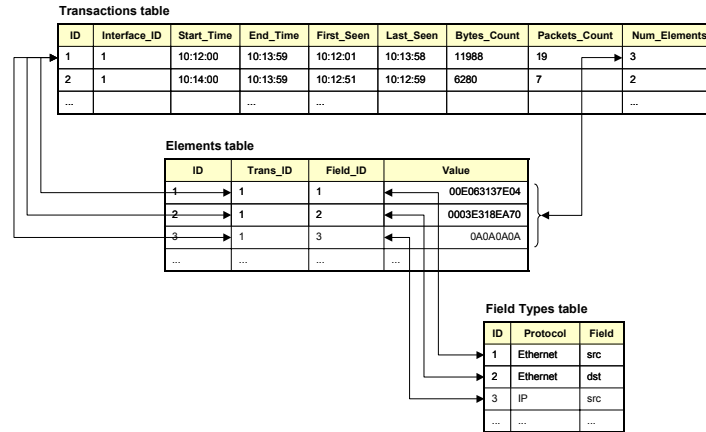 Transactions table
ID Interface_ID Start_Time End_Time First_Seen Last_Seen Bytes_Count Packets_Count Num_Elements
1 1 10:12:00 10:13:59 10:12:01 10:13:58 11988 19 3
2 1 10:14:00 10:13:59 10:12:51 10:12:59 6280 7 2
... ... ... ...
Elements table
ID Trans_ID Field_ID Value
1 1 1 00E063137E04
2 1 2 0003E318EA70
3 1 3 0A0A0A0A
... ... ... ...
Field Types table
ID Protocol Field
1 Ethernet src
2 Ethernet dst
3 IP src
... ... ...